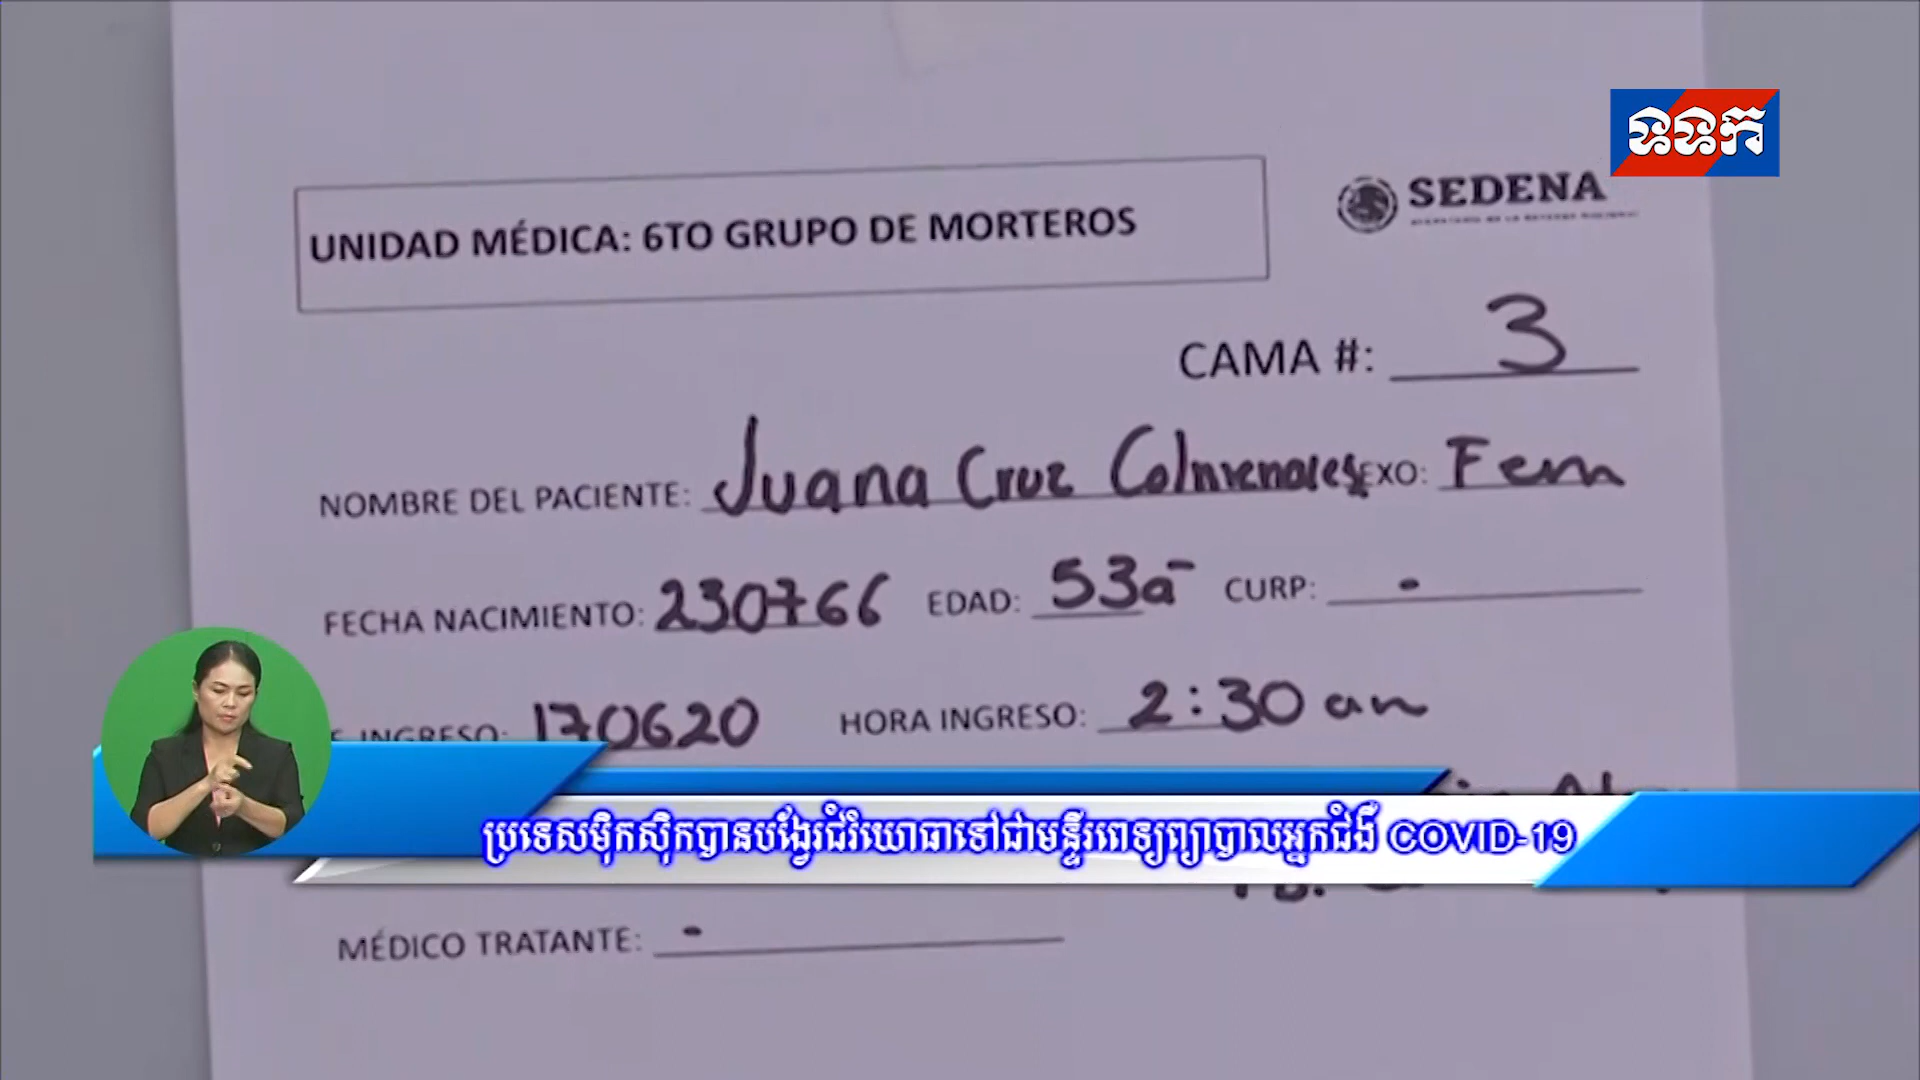 ទទក
SEDENA
UNIDAD MÉDICA: 6TO GRUPO DE MORTEROS
CAMA #: 3
NOMBRE DEL PACIENTE: Juana Cruz Colmenares EXO: Fem
FECHA NACIMIENTO: 230766 EDAD: 53a CURP: -
INGRESO: 170620 HORA INGRESO: 2:30 am
ប្រទេសម៉ិកស៊ិកបានបង្វែរជំរំយោធាទៅជាមន្ទីរពេទ្យព្យាបាលអ្នកជំងឺ COVID-19
MÉDICO TRATANTE: -